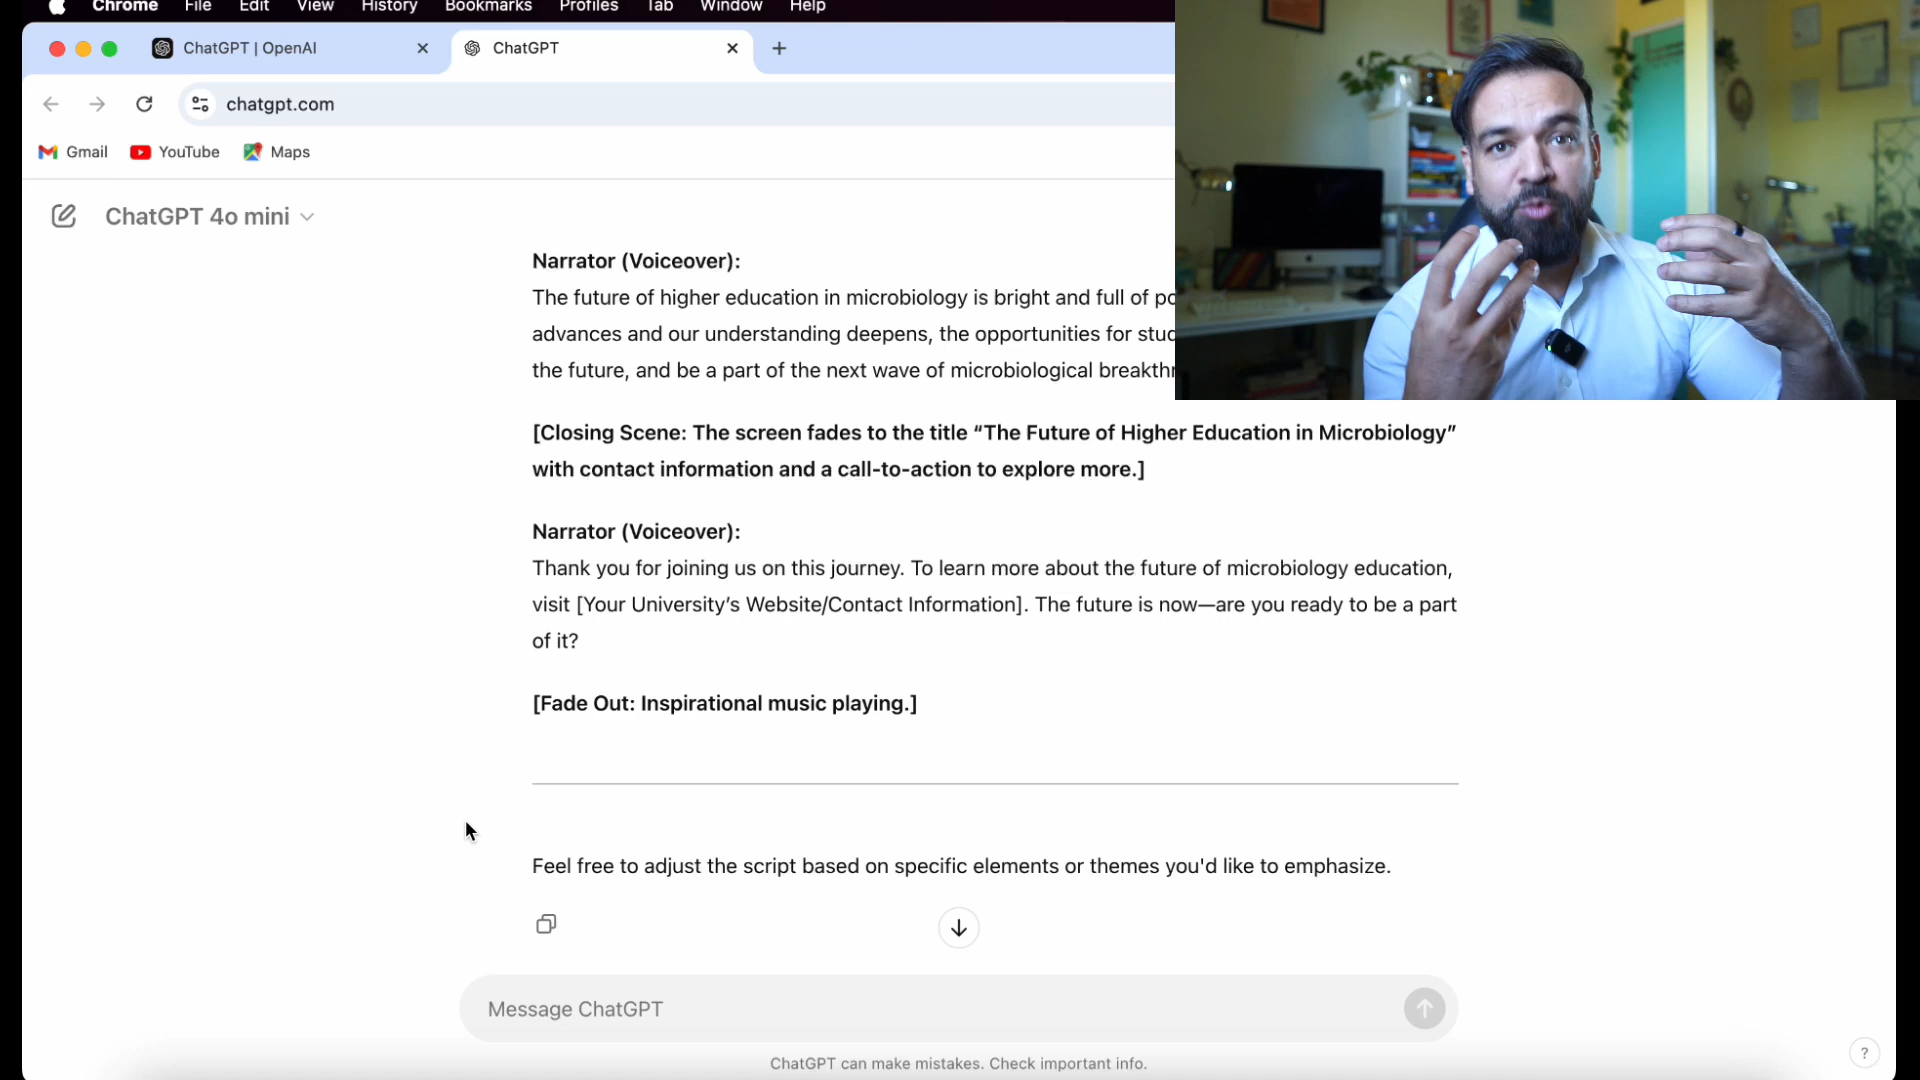 Chrome File Edit View History Bookmarks Profiles Tab Window Help
ChatGPT | OpenAI
ChatGPT
chatgpt.com
Gmail YouTube Maps
ChatGPT 4o mini
Narrator (Voiceover):
The future of higher education in microbiology is bright and full of
advances and our understanding deepens, the opportunities for
the future, and be a part of the next wave of microbiological
[Closing Scene: The screen fades to the title “The Future of Higher Education in Microbiology”
with contact information and a call-to-action to explore more.]
Narrator (Voiceover):
Thank you for joining us on this journey. To learn more about the future of microbiology education,
visit [Your University’s Website/Contact Information]. The future is now—are you ready to be a part
of it?
[Fade Out: Inspirational music playing.]
Feel free to adjust the script based on specific elements or themes you'd like to emphasize.
Message ChatGPT
ChatGPT can make mistakes. Check important info.
?